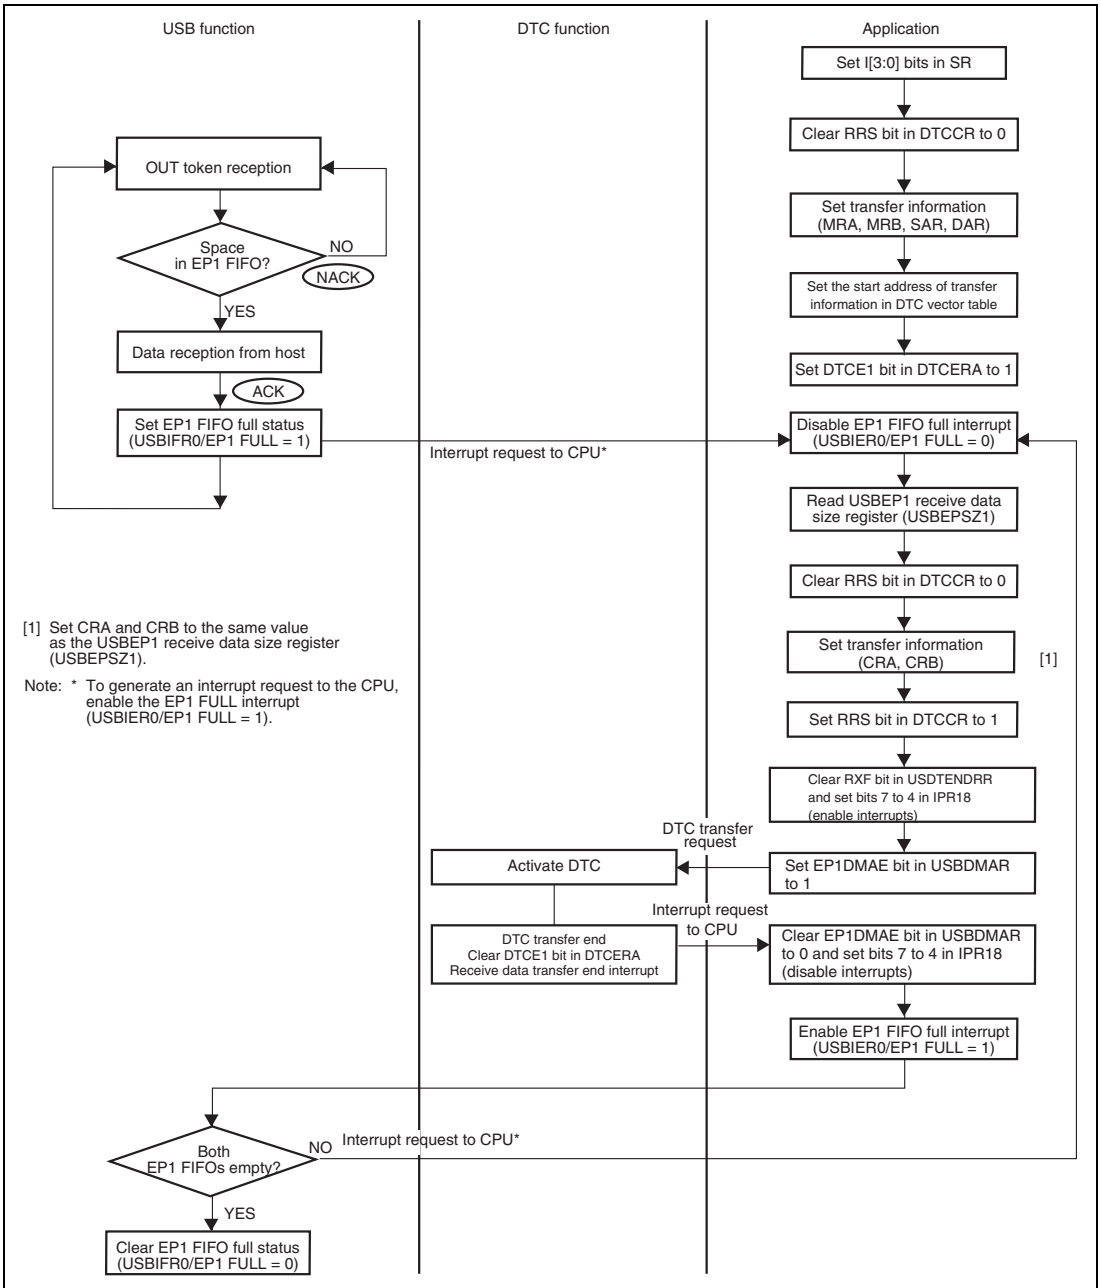 USB function
DTC function
Application
Set I[3:0] bits in SR
Clear RRS bit in DTCCR to 0
OUT token reception
Set transfer information
(MRA, MRB, SAR, DAR)
Space
in EP1 FIFO?
NO
NACK
Set the start address of transfer
information in DTC vector table
YES
Data reception from host
Set DTCE1 bit in DTCERA to 1
ACK
Set EP1 FIFO full status
(USBIFR0/EP1 FULL = 1)
Interrupt request to CPU*
Disable EP1 FIFO full interrupt
(USBIER0/EP1 FULL = 0)
Read USBEP1 receive data
size register (USBEPSZ1)
Clear RRS bit in DTCCR to 0
[1] Set CRA and CRB to the same value
as the USBEP1 receive data size register
(USBEPSZ1).
Set transfer information
(CRA, CRB)
[1]
Note: * To generate an interrupt request to the CPU,
enable the EP1 FULL interrupt
(USBIER0/EP1 FULL = 1).
Set RRS bit in DTCCR to 1
Clear RXF bit in USDTENDRR
and set bits 7 to 4 in IPR18
(enable interrupts)
DTC transfer
request
Activate DTC
Set EP1DMAE bit in USBDMAR
to 1
Interrupt request
to CPU
DTC transfer end
Clear DTCE1 bit in DTCERA
Receive data transfer end interrupt
Clear EP1DMAE bit in USBDMAR
to 0 and set bits 7 to 4 in IPR18
(disable interrupts)
Enable EP1 FIFO full interrupt
(USBIER0/EP1 FULL = 1)
Both
EP1 FIFOs empty?
NO
Interrupt request to CPU*
YES
Clear EP1 FIFO full status
(USBIFR0/EP1 FULL = 0)